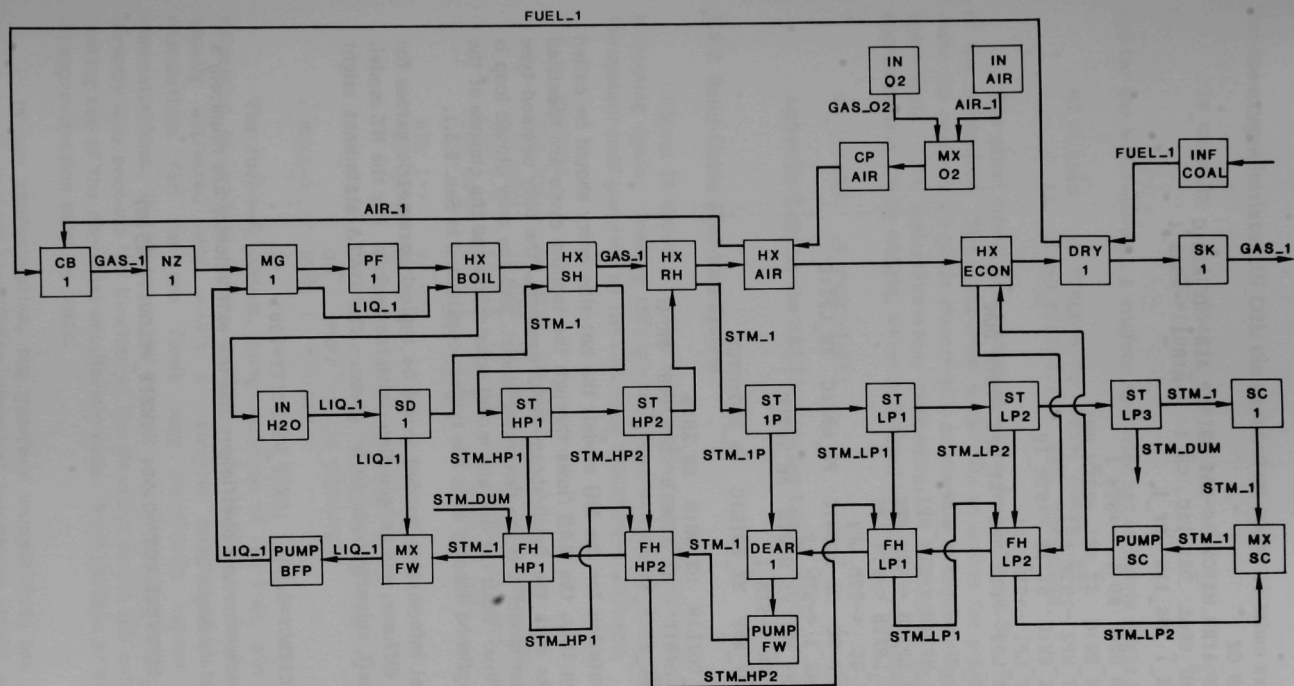 FUEL_1
IN
O2
IN
AIR
GAS_O2
AIR_1
CP
AIR
MX
O2
FUEL_1
INF
COAL
AIR_1
CB
1
GAS_1
NZ
1
MG
1
PF
1
HX
BOIL
HX
SH
GAS_1
HX
RH
HX
AIR
HX
ECON
DRY
1
SK
1
GAS_1
LIQ_1
STM_1
STM_1
IN
H2O
LIQ_1
SD
1
ST
HP1
ST
HP2
ST
1P
ST
LP1
ST
LP2
ST
LP3
STM_1
SC
1
LIQ_1
STM_HP1
STM_HP2
STM_1P
STM_LP1
STM_LP2
STM_DUM
STM_DUM
STM_1
LIQ_1
PUMP
BFP
LIQ_1
MX
FW
STM_1
FH
HP1
FH
HP2
STM_1
DEAR
1
FH
LP1
FH
LP2
PUMP
SC
STM_1
MX
SC
STM_HP1
PUMP
FW
STM_LP1
STM_LP2
STM_HP2